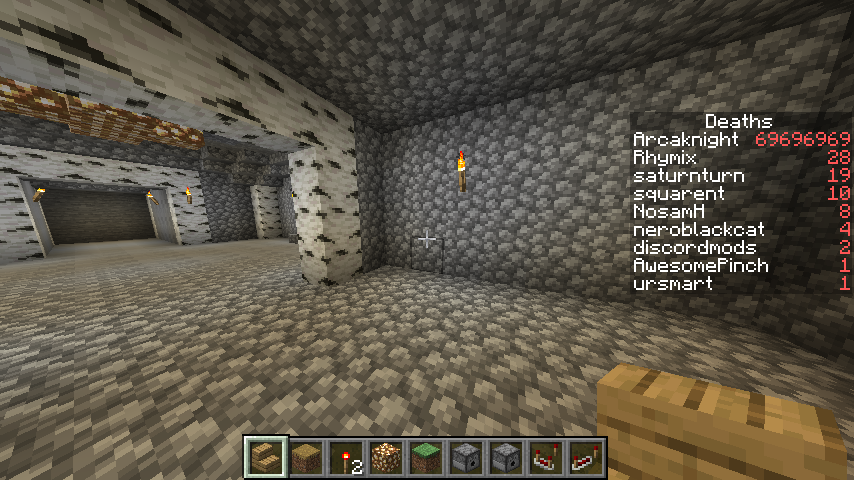 Deaths
Arcaknight 69696969
Rhymix 28
saturnturn 19
squarent 10
NosamH 8
neroblackcat 4
discordmods 2
AwesomePinch 1
ursmart 1
2